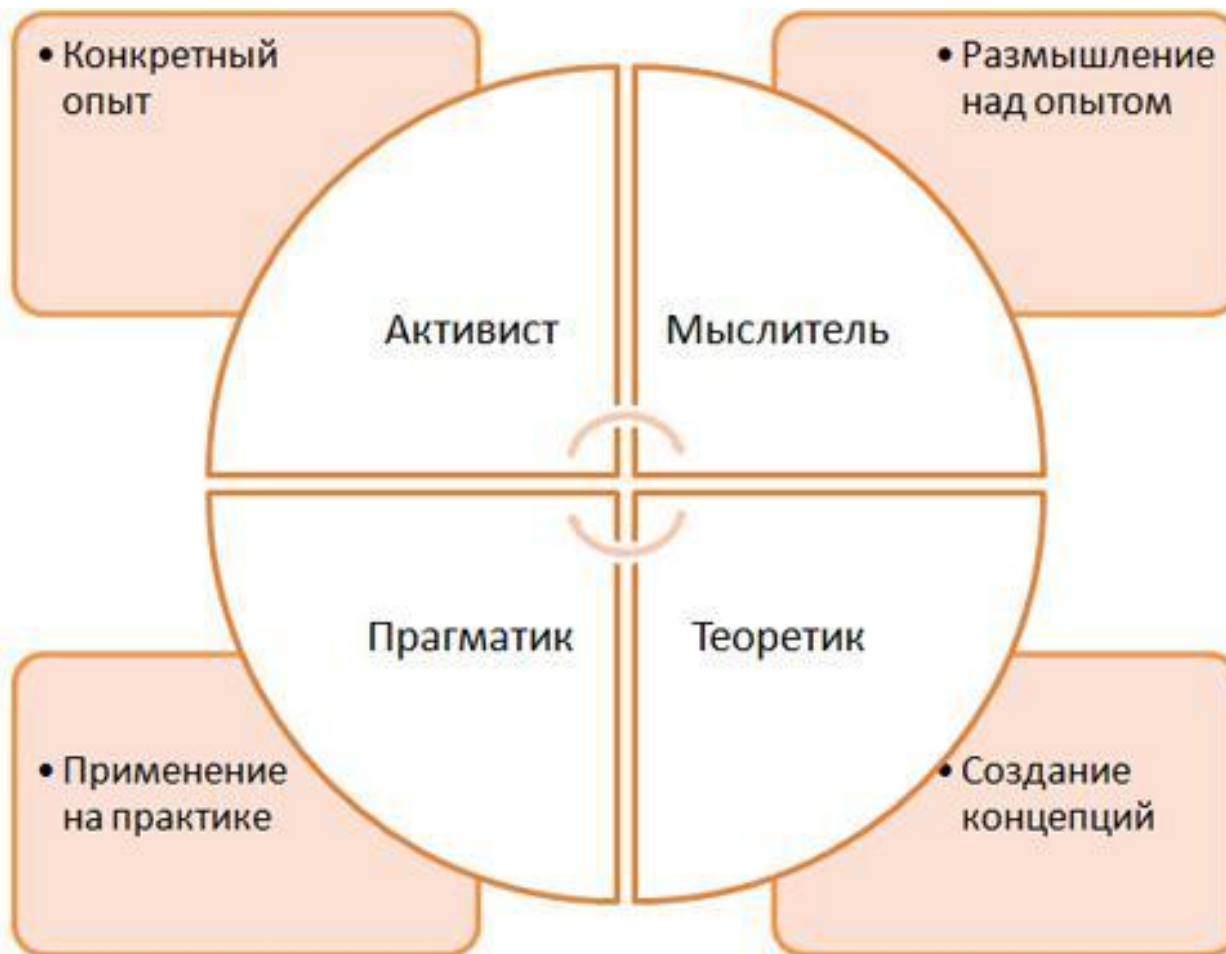 • Конкретный
опыт
• Размышление
над опытом
Активист
Мыслитель
Прагматик
Теоретик
• Применение
на практике
• Создание
концепций